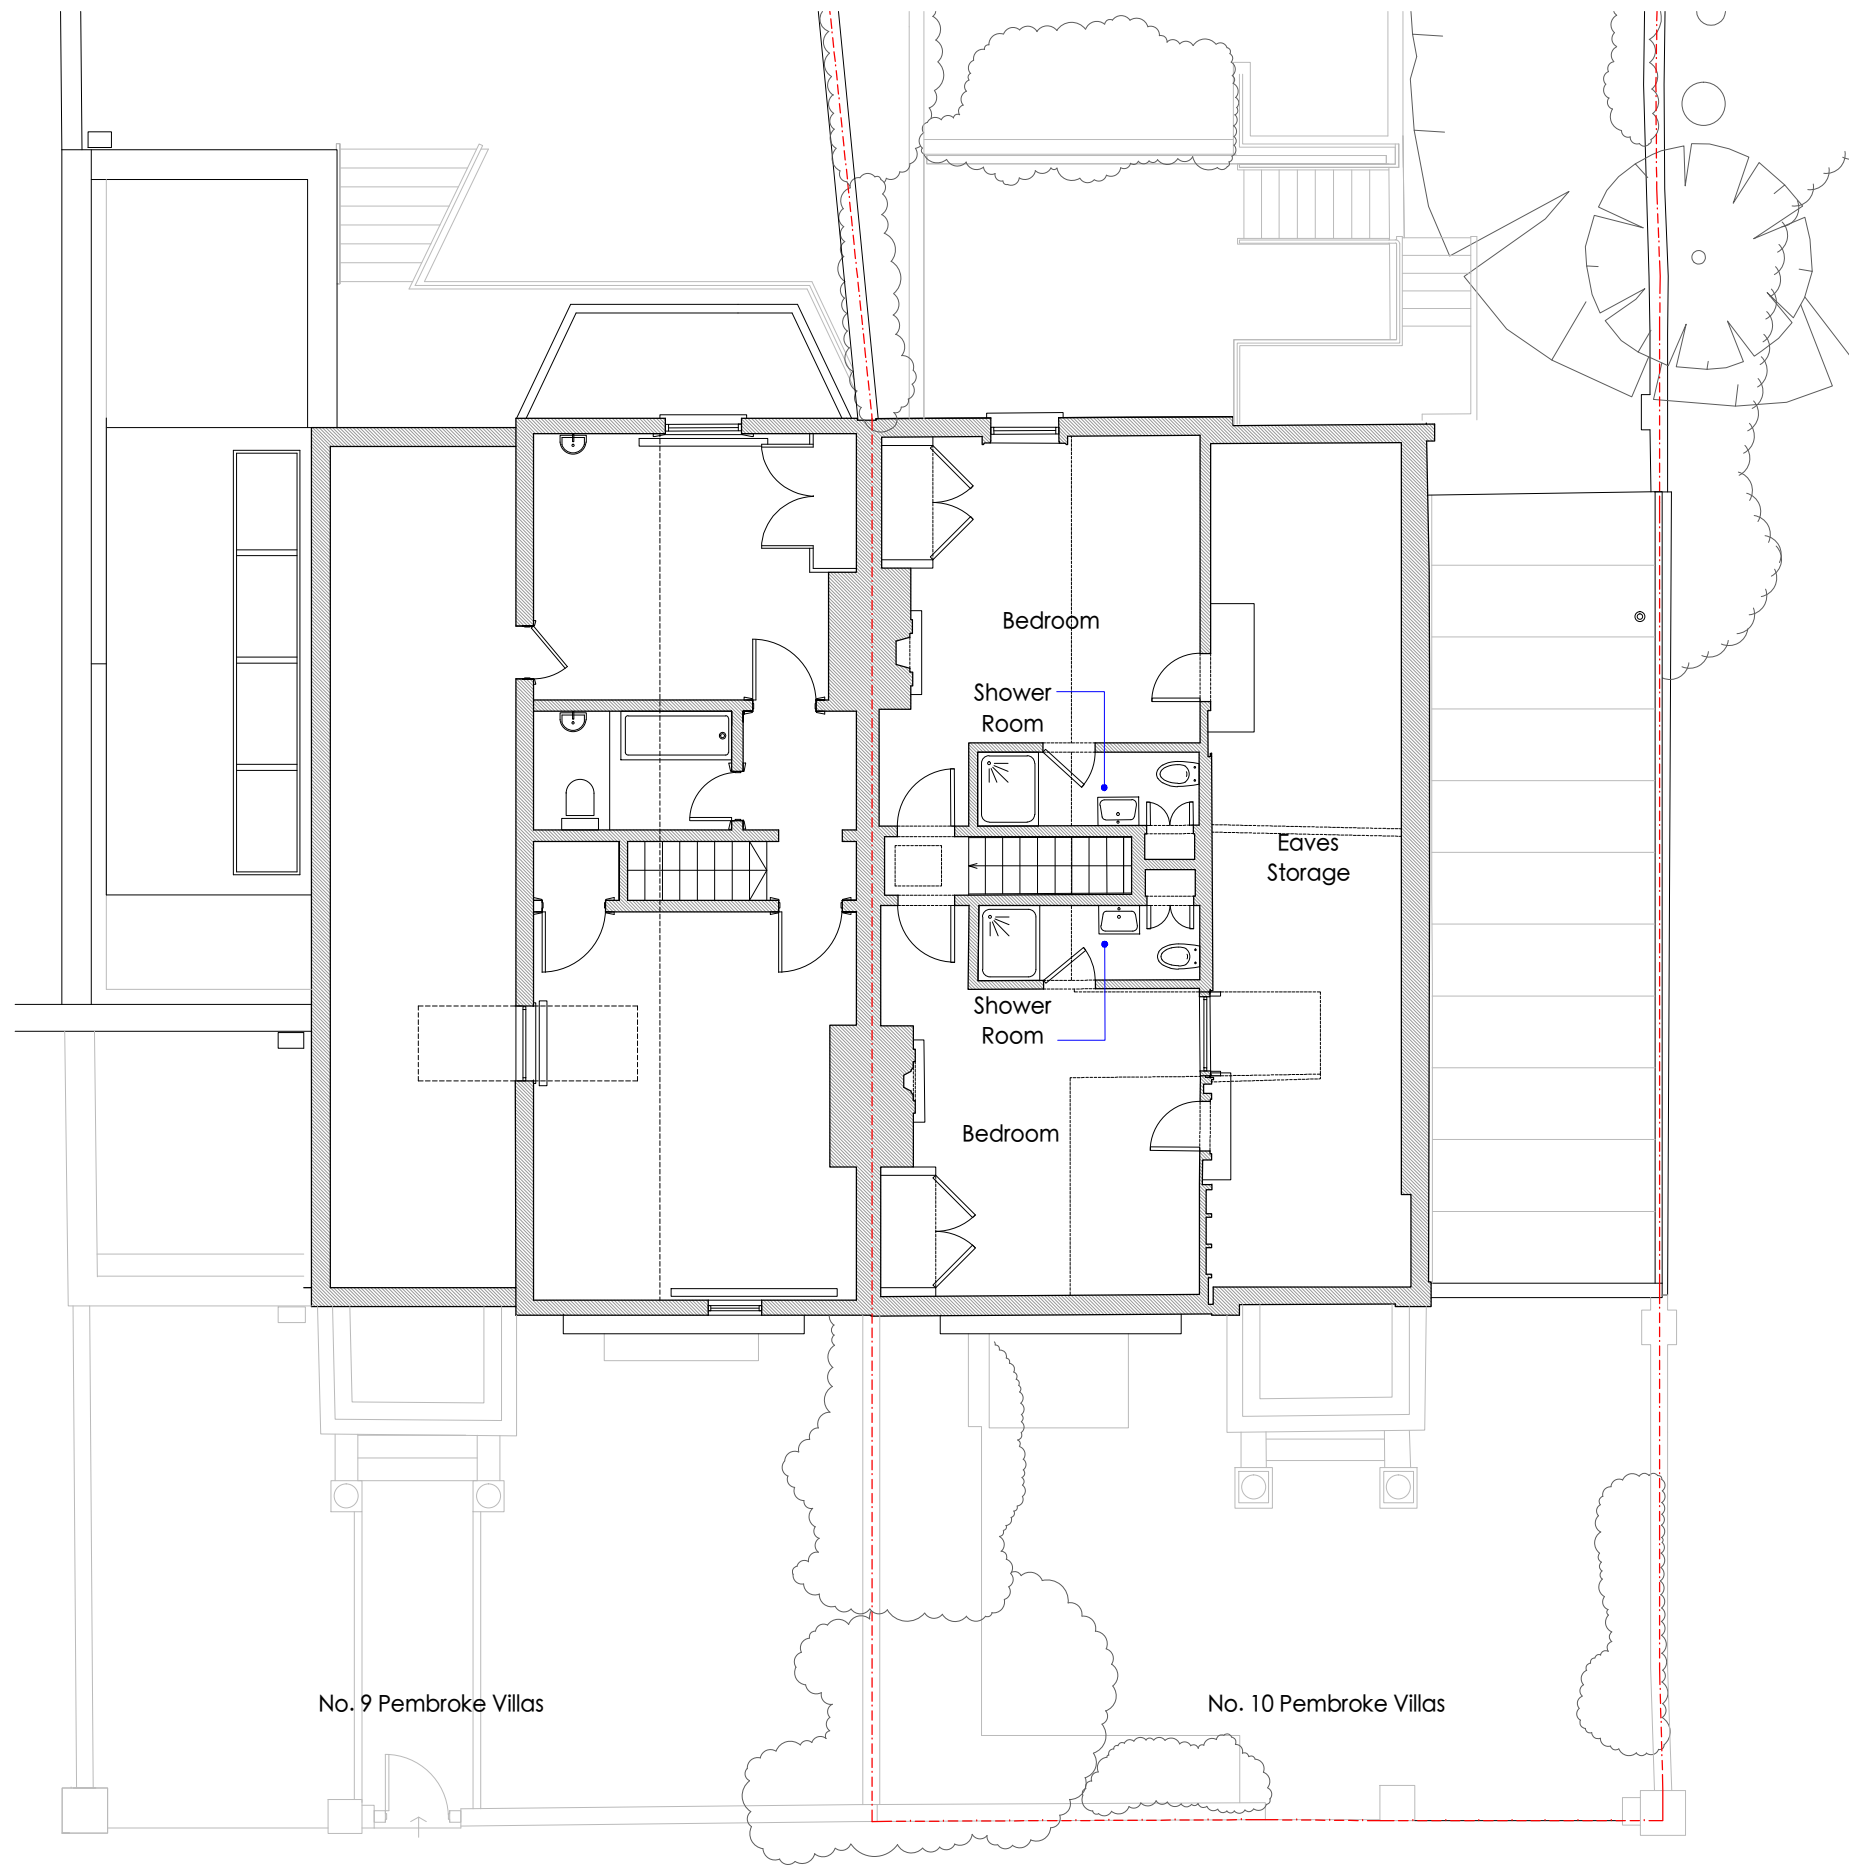 Bedroom
Shower
Room
Eaves
Storage
Shower
Room
Bedroom
No. 9 Pembroke Villas
No. 10 Pembroke Villas